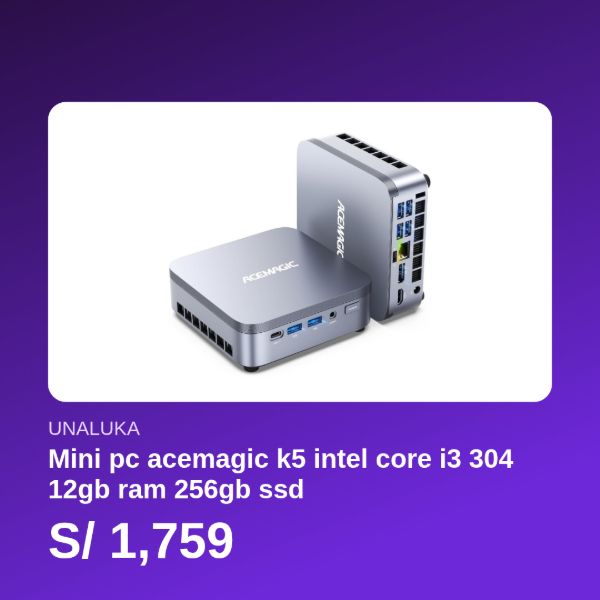 ACEMAGIC
ACEMAGIC
UNALUKA
Mini pc acemagic k5 intel core i3 304
12gb ram 256gb ssd
S/ 1,759